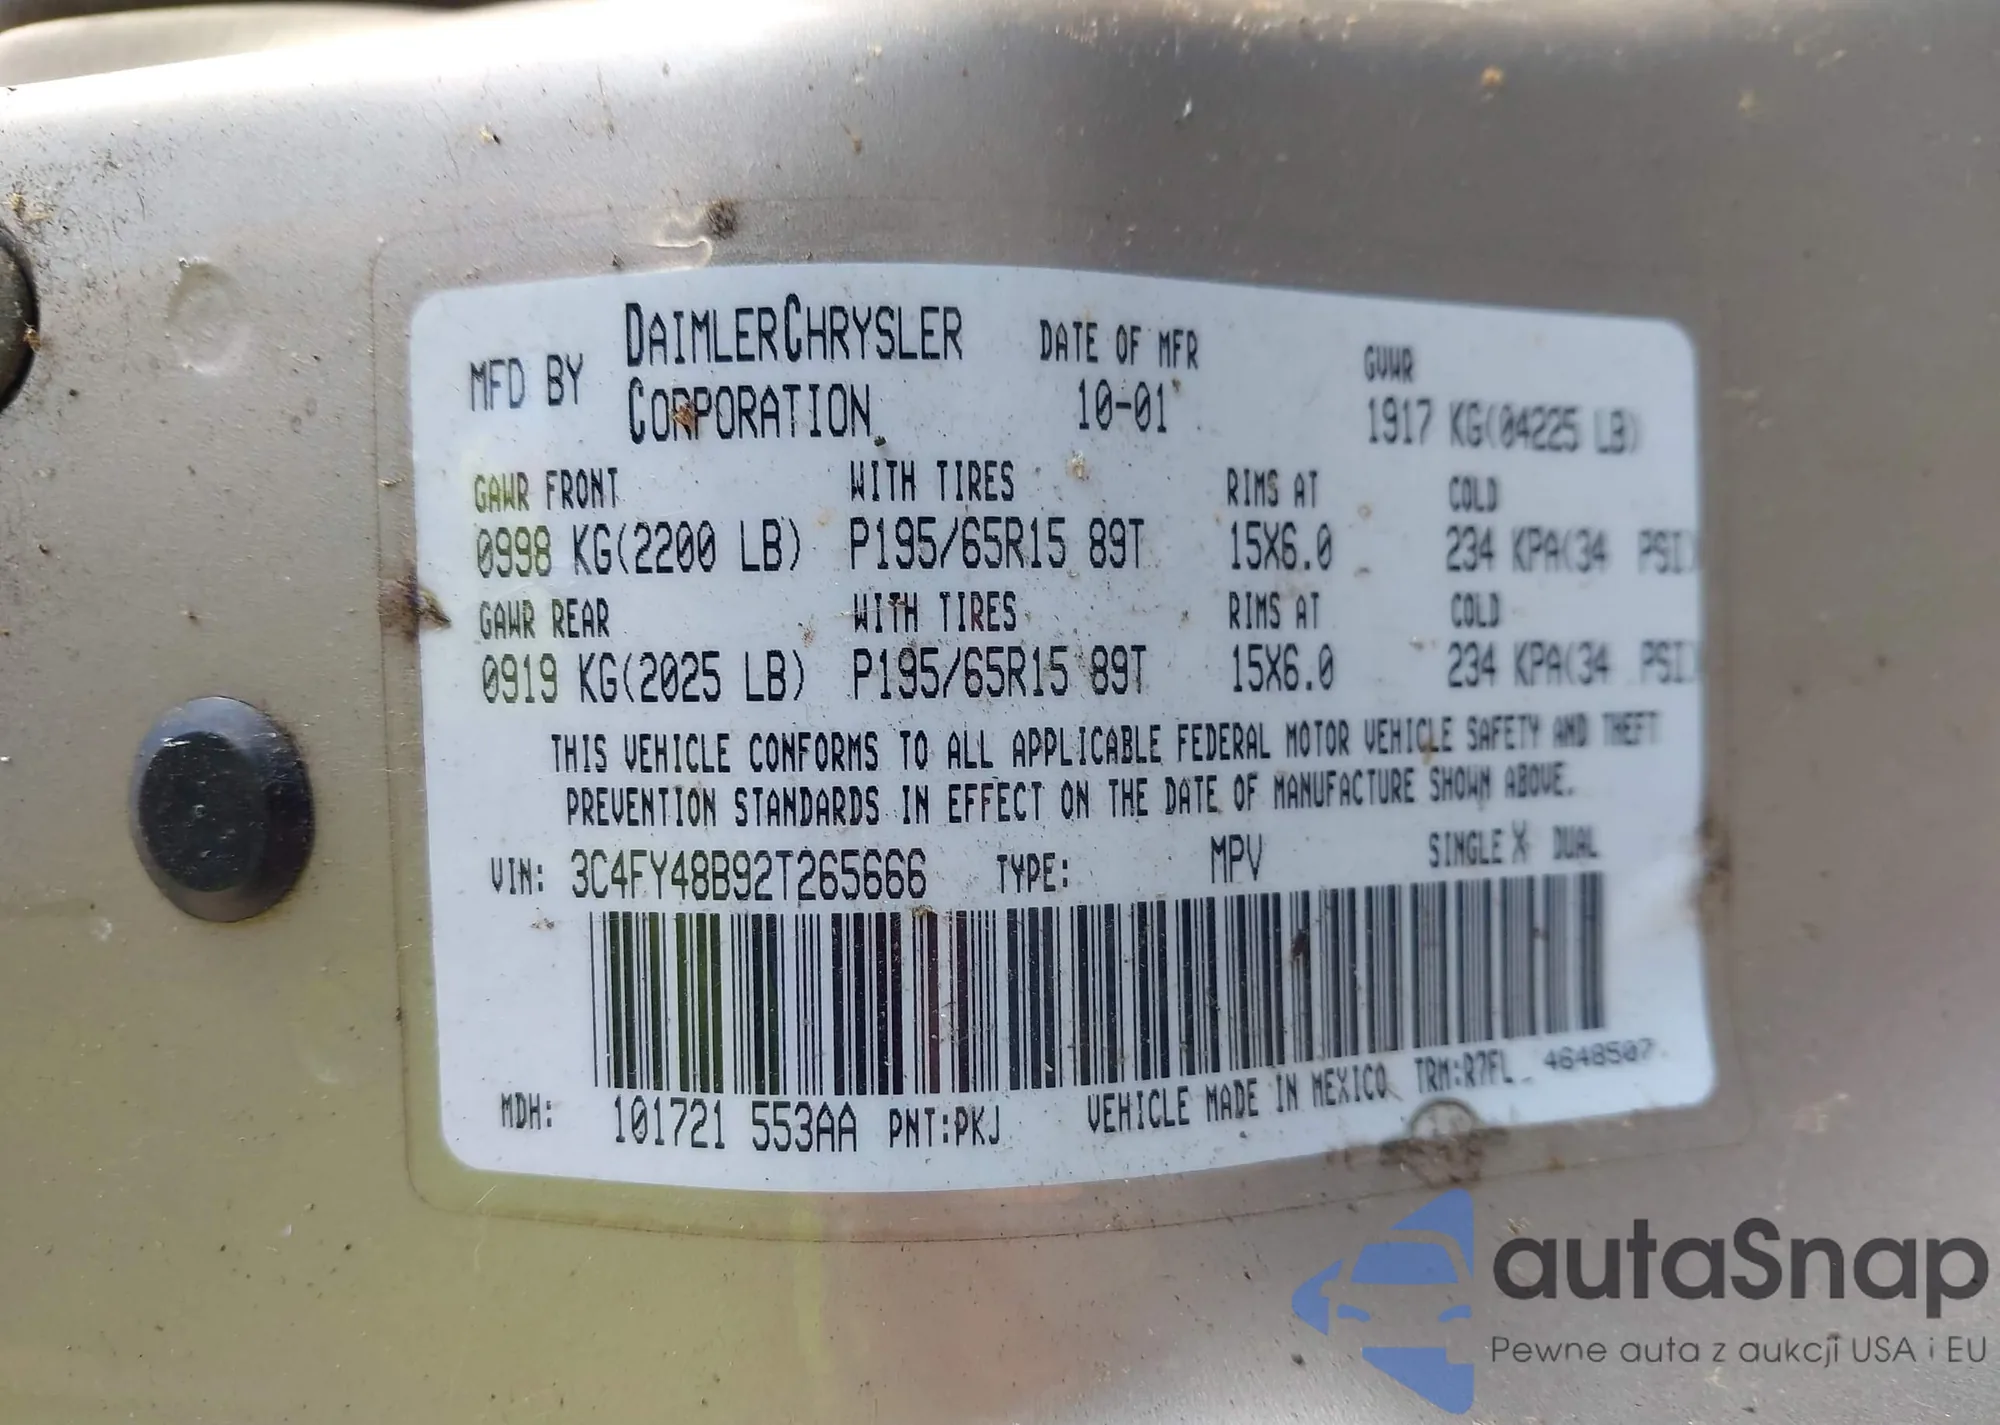 MFD BY DAIMLERCHRYSLER CORPORATION DATE OF MFR 10-01 GVWR 1917 KG(04225 LB)
GAWR FRONT WITH TIRES RIMS AT COLD
0998 KG(2200 LB) P195/65R15 89T 15X6.0 234 KPA(34 PSI)
GAWR REAR WITH TIRES RIMS AT COLD
0919 KG(2025 LB) P195/65R15 89T 15X6.0 234 KPA(34 PSI)
THIS VEHICLE CONFORMS TO ALL APPLICABLE FEDERAL MOTOR VEHICLE SAFETY AND THEFT
PREVENTION STANDARDS IN EFFECT ON THE DATE OF MANUFACTURE SHOWN ABOVE.
VIN: 3C4FY48B92T265666 TYPE: MPV SINGLE X DUAL
MDH: 101721 553AA PNT:PKJ VEHICLE MADE IN MEXICO TRM:R7FL 4648507
autaSnap
Pewne auta z aukcji USA i EU